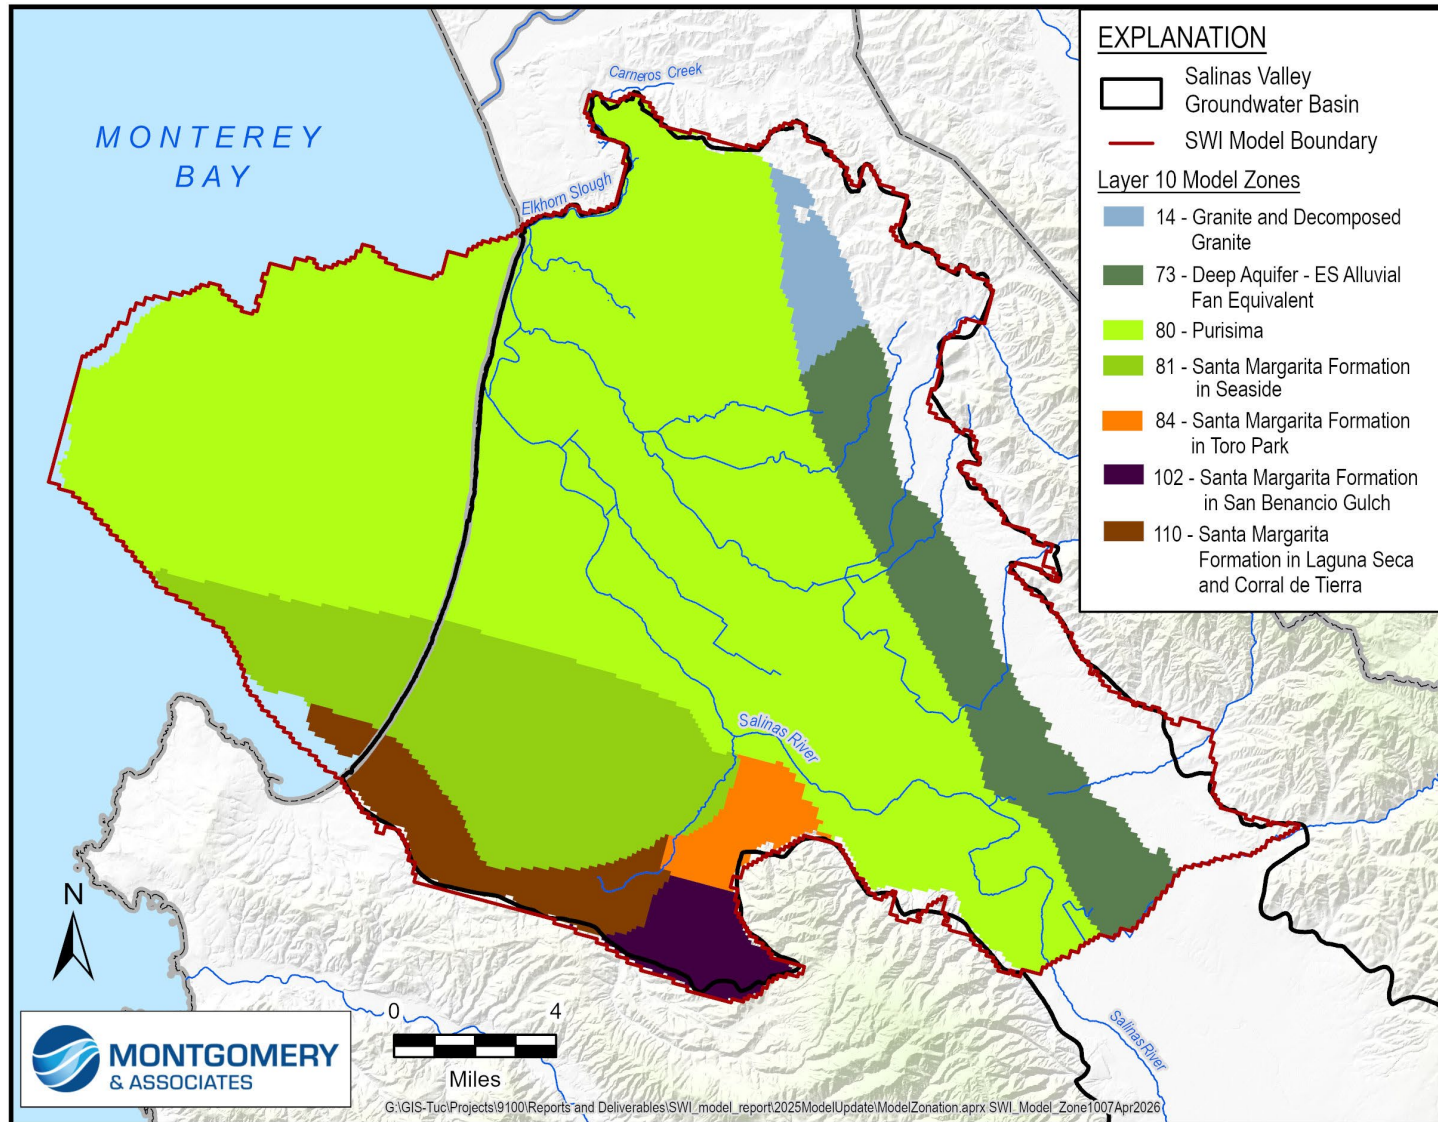 Carneros Creek
MONTEREY
BAY
Elkhorn Slough
Salinas River
Salinas River
EXPLANATION
Salinas Valley
Groundwater Basin
SWI Model Boundary
Layer 10 Model Zones
14 - Granite and Decomposed
Granite
73 - Deep Aquifer - ES Alluvial
Fan Equivalent
80 - Purisima
81 - Santa Margarita Formation
in Seaside
84 - Santa Margarita Formation
in Toro Park
102 - Santa Margarita Formation
in San Benancio Gulch
110 - Santa Margarita
Formation in Laguna Seca
and Corral de Tierra
N
0 4
Miles
MONTGOMERY
& ASSOCIATES
G:\GIS-Tuc\Projects\9100\Reports and Deliverables\SWI_model_report\2025ModelUpdate\ModelZonation.aprx SWI_Model_Zone1007Apr2026